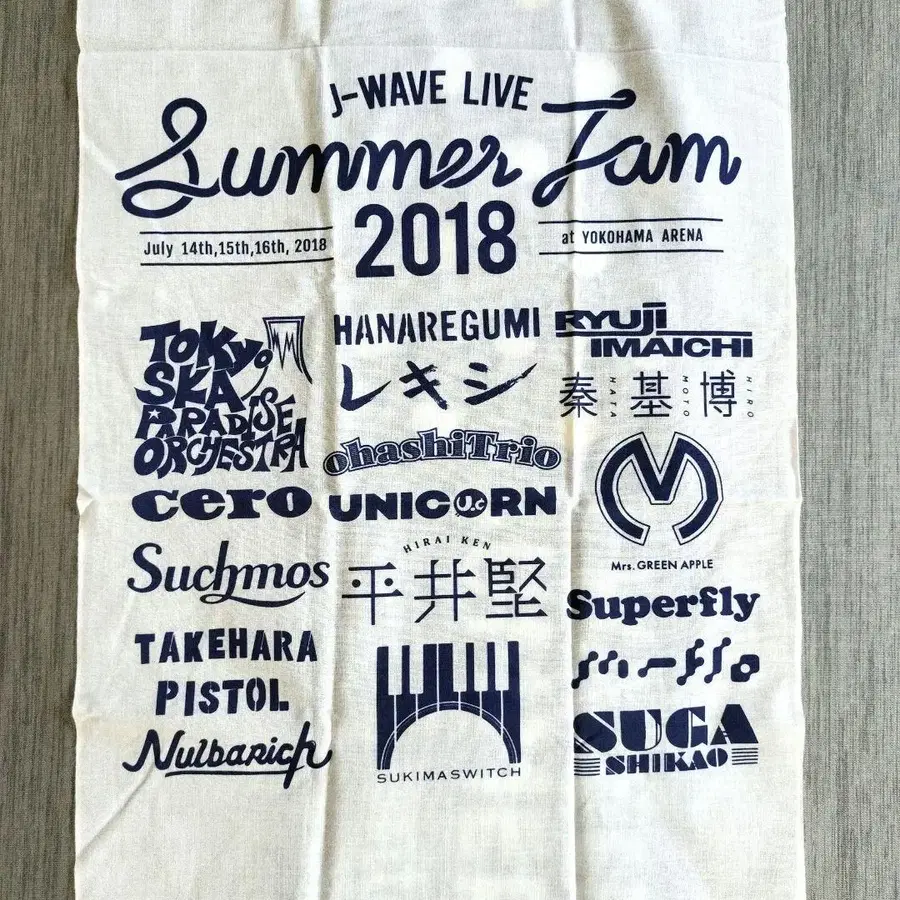 J-WAVE LIVE
Summer Jam
2018
July 14th,15th,16th, 2018
at YOKOHAMA ARENA
TOKYO
SKA
PARADISE
ORCHESTRA
cero
Suchmos
TAKEHARA
PISTOL
Nulbarich
HANAREGUMI
レキシ
ohashiTrio
UNICORN
U.C
HIRAI KEN
平井堅
SUKIMASWITCH
RYUJI
IMAICHI
秦 基 博
HATA MOTO HIRO
M
Mrs. GREEN APPLE
Superfly
SUGA
SHIKAO